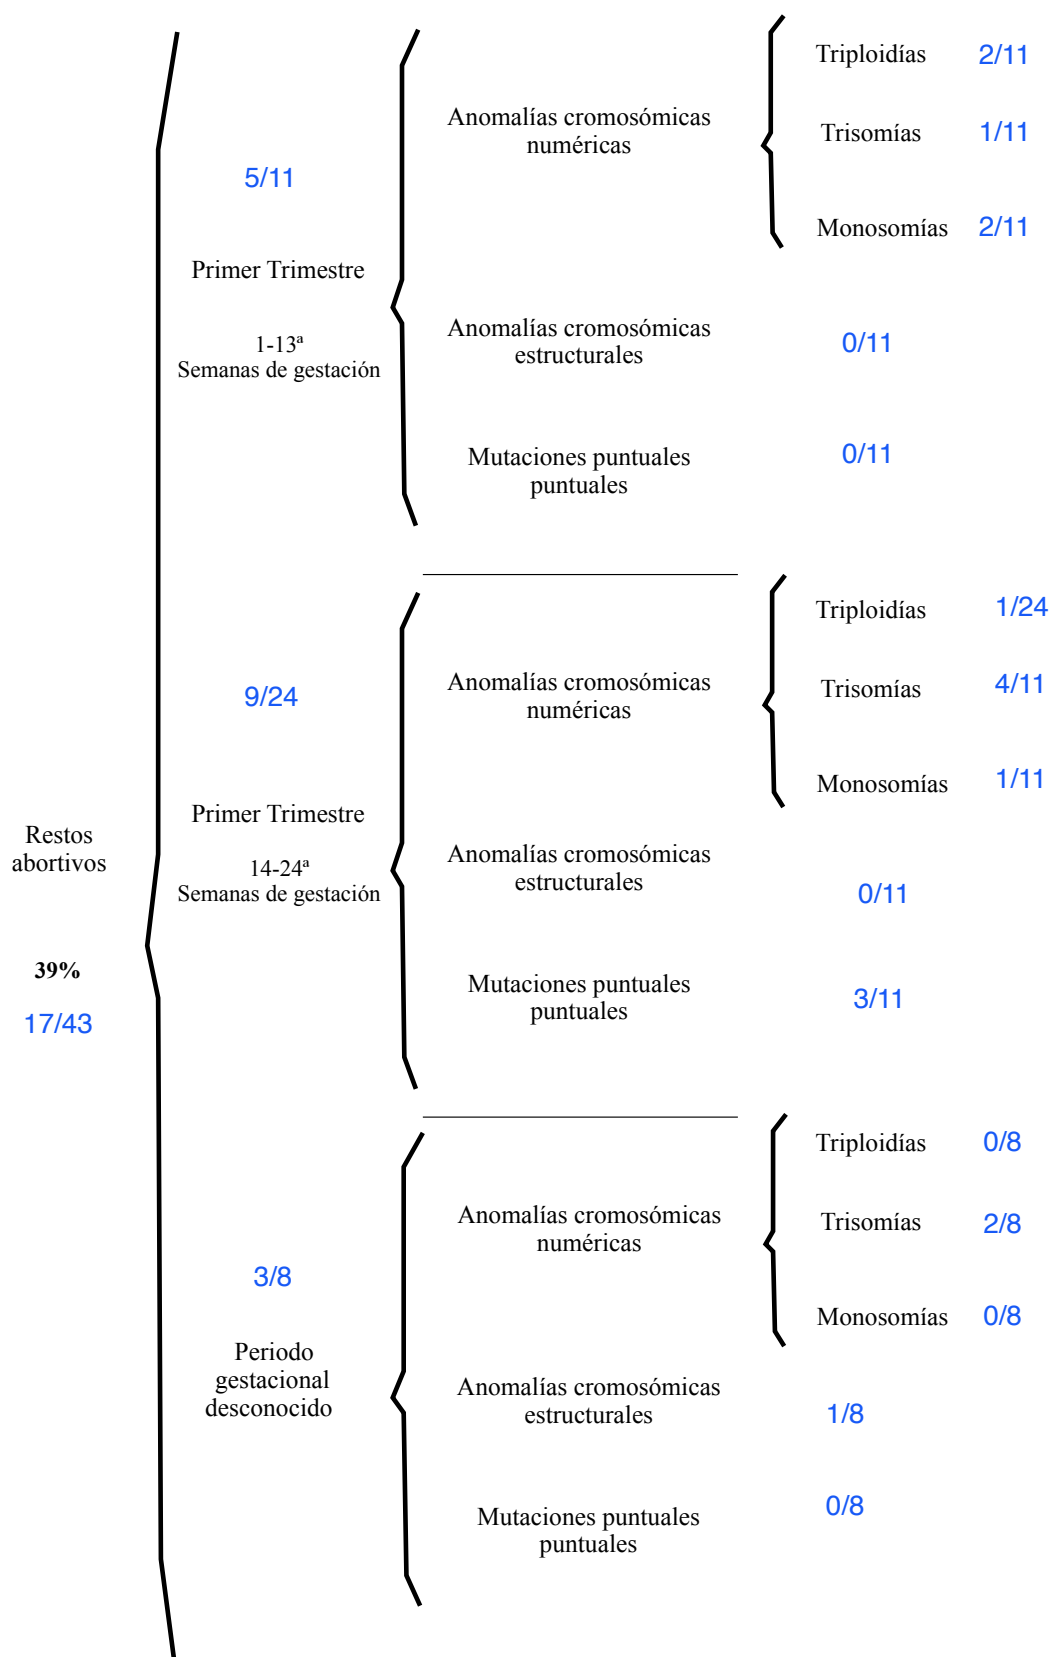 Restos
abortivos
39%
17/43
5/11
Primer Trimestre
1-13ª
Semanas de gestación
Anomalías cromosómicas
numéricas
Triploidías 2/11
Trisomías 1/11
Monosomías 2/11
Anomalías cromosómicas
estructurales
0/11
Mutaciones puntuales
puntuales
0/11
9/24
Primer Trimestre
14-24ª
Semanas de gestación
Anomalías cromosómicas
numéricas
Triploidías 1/24
Trisomías 4/11
Monosomías 1/11
Anomalías cromosómicas
estructurales
0/11
Mutaciones puntuales
puntuales
3/11
3/8
Periodo
gestacional
desconocido
Anomalías cromosómicas
numéricas
Triploidías 0/8
Trisomías 2/8
Monosomías 0/8
Anomalías cromosómicas
estructurales
1/8
Mutaciones puntuales
puntuales
0/8